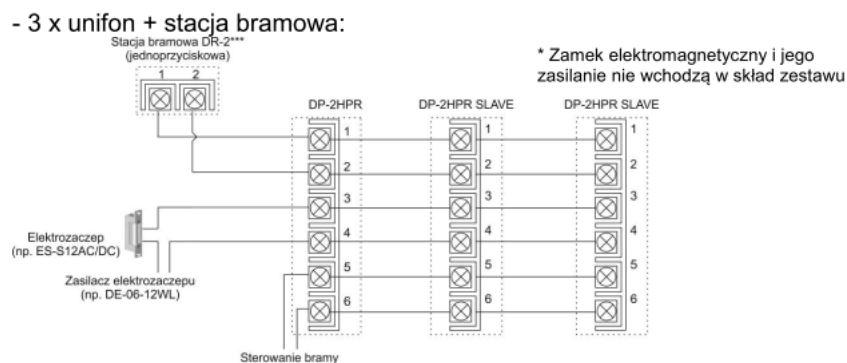 - 3 x unifon + stacja bramowa:
Stacja bramowa DR-2***
(jednoprzyciskowa)
* Zamek elektromagnetyczny i jego
zasilanie nie wchodzą w skład zestawu
1 2
DP-2HPR
DP-2HPR SLAVE
DP-2HPR SLAVE
1 1 1
2 2 2
3 3 3
Elektrozaczep
(np. ES-S12AC/DC)
4 4 4
Zasilacz elektrozaczepu
(np. DE-06-12WL)
5 5 5
6 6 6
Sterowanie bramy